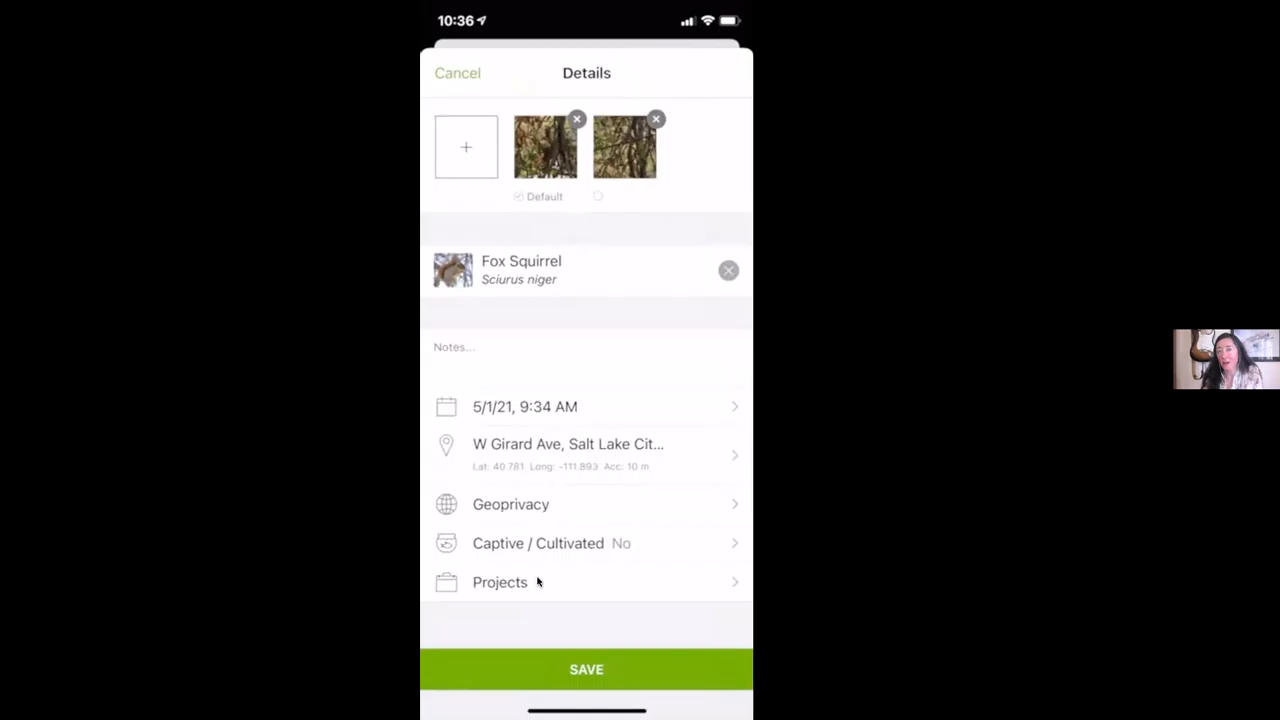 10:36
Cancel
Details
Default
Fox Squirrel
Sciurus niger
Notes...
5/1/21, 9:34 AM
W Girard Ave, Salt Lake Cit...
Lat: 40.781 Long: -111.893 Acc: 10 m
Geoprivacy
Captive / Cultivated No
Projects
SAVE